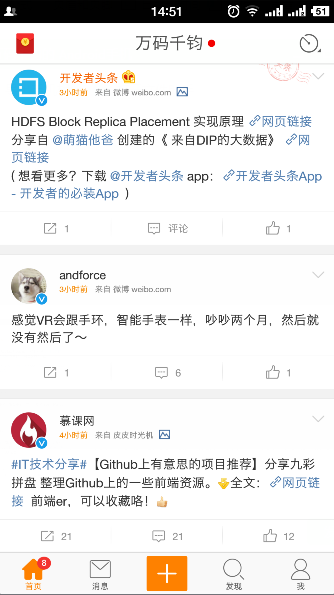 14:51
51
万码千钧
开发者头条
3小时前 来自 微博 weibo.com
HDFS Block Replica Placement 实现原理 网页链接
分享自 @萌猫他爸 创建的《 来自DIP的大数据》 网
页链接
( 想看更多？下载 @开发者头条 app： 开发者头条App
- 开发者的必装App )
1 评论 1
andforce
3小时前 来自 微博 weibo.com
感觉VR会跟手环，智能手表一样，吵吵两个月，然后就
没有然后了～
1 6 1
慕课网
4小时前 来自 皮皮时光机
#IT技术分享#【Github上有意思的项目推荐】分享九彩
拼盘 整理Github上的一些前端资源。全文： 网页链
接 前端er，可以收藏咯！
21 21 12
8
首页 消息 发现 我